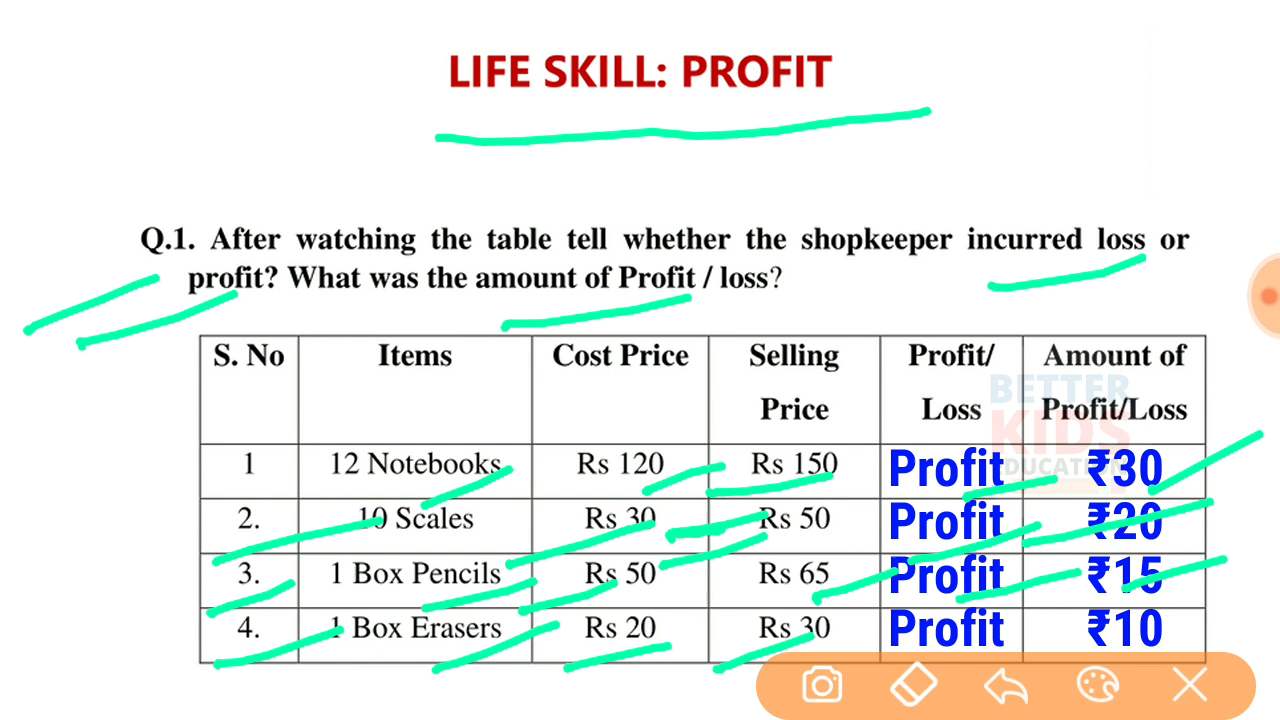 LIFE SKILL: PROFIT
Q.1. After watching the table tell whether the shopkeeper incurred loss or
profit? What was the amount of Profit / loss?
S. No Items Cost Price Selling Price Profit/ Loss Amount of Profit/Loss
1 12 Notebooks Rs 120 Rs 150 Profit ₹30
2. 10 Scales Rs 30 Rs 50 Profit ₹20
3. 1 Box Pencils Rs 50 Rs 65 Profit ₹15
4. 1 Box Erasers Rs 20 Rs 30 Profit ₹10
BETTER
KIDS
EDUCATION